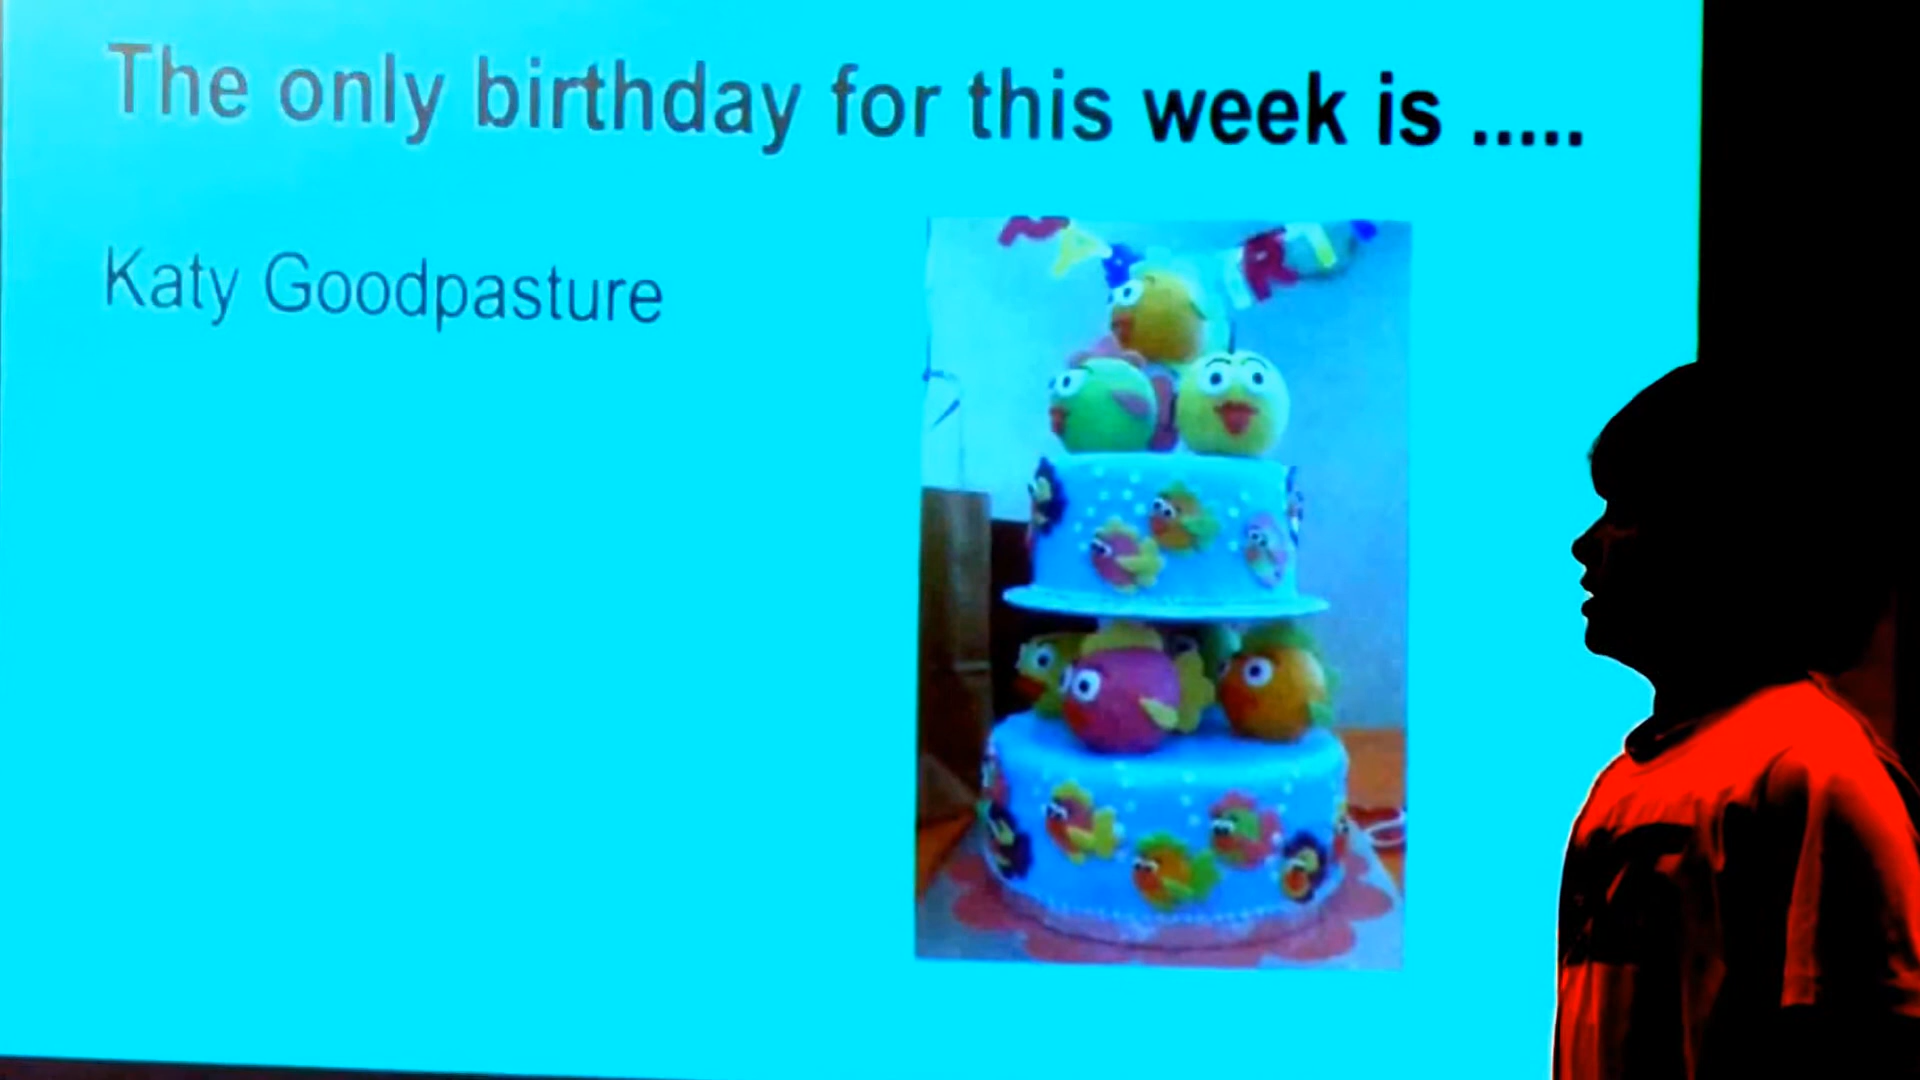 The only birthday for this week is .....
Katy Goodpasture